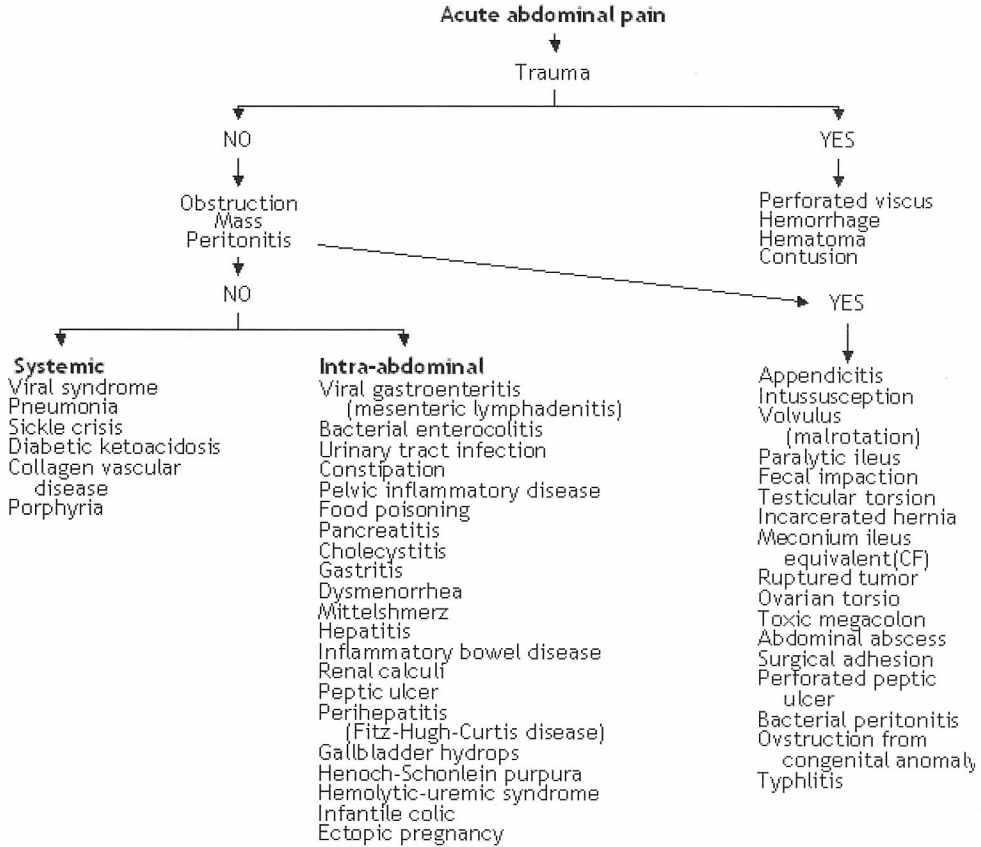 Acute abdominal pain
Trauma
NO
YES
Obstruction
Mass
Peritonitis
Perforated viscus
Hemorrhage
Hematoma
Contusion
NO
YES
Systemic
Viral syndrome
Pneumonia
Sickle crisis
Diabetic ketoacidosis
Collagen vascular
disease
Porphyria
Intra-abdominal
Viral gastroenteritis
(mesenteric lymphadenitis)
Bacterial enterocolitis
Urinary tract infection
Constipation
Pelvic inflammatory disease
Food poisoning
Pancreatitis
Cholecystitis
Gastritis
Dysmenorrhea
Mittelshmerz
Hepatitis
Inflammatory bowel disease
Renal calculi
Peptic ulcer
Perihepatitis
(Fitz-Hugh-Curtis disease)
Gallbladder hydrops
Henoch-Schonlein purpura
Hemolytic-uremic syndrome
Infantile colic
Ectopic pregnancy
Appendicitis
Intussusception
Volvulus
(malrotation)
Paralytic ileus
Fecal impaction
Testicular torsion
Incarcerated hernia
Meconium ileus
equivalent(CF)
Ruptured tumor
Ovarian torsio
Toxic megacolon
Abdominal abscess
Surgical adhesion
Perforated peptic
ulcer
Bacterial peritonitis
Ovstruction from
congenital anomaly
Typhlitis